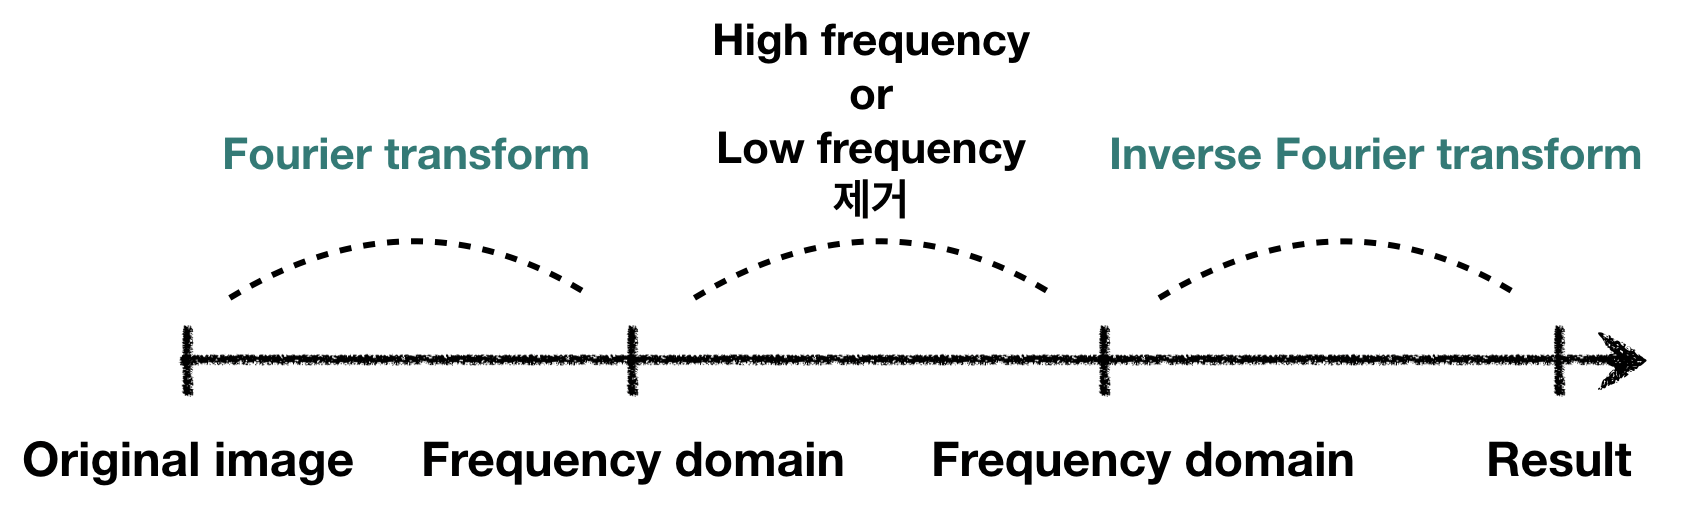 High frequency
or
Low frequency
제거
Fourier transform
Inverse Fourier transform
Original image
Frequency domain
Frequency domain
Result